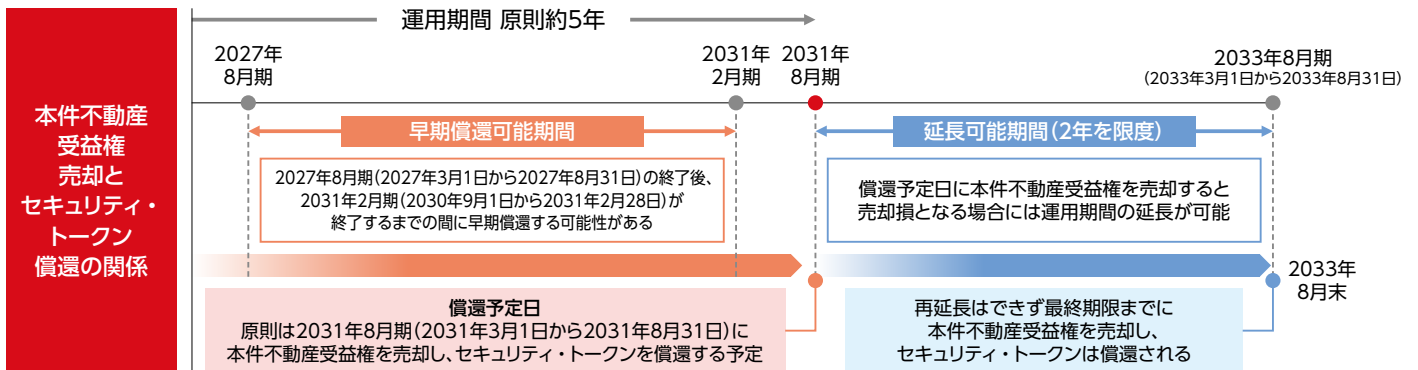 本件不動産
受益権
売却と
セキュリティ・
トークン
償還の関係
運用期間 原則約5年
2027年
8月期
2031年
2月期
2031年
8月期
2033年8月期
(2033年3月1日から2033年8月31日)
早期償還可能期間
延長可能期間(2年を限度)
2027年8月期(2027年3月1日から2027年8月31日)の終了後、
2031年2月期(2030年9月1日から2031年2月28日)が
終了するまでの間に早期償還する可能性がある
償還予定日に本件不動産受益権を売却すると
売却損となる場合には運用期間の延長が可能
2033年
8月末
償還予定日
原則は2031年8月期(2031年3月1日から2031年8月31日)に
本件不動産受益権を売却し、セキュリティ・トークンを償還する予定
再延長はできず最終期限までに
本件不動産受益権を売却し、
セキュリティ・トークンは償還される